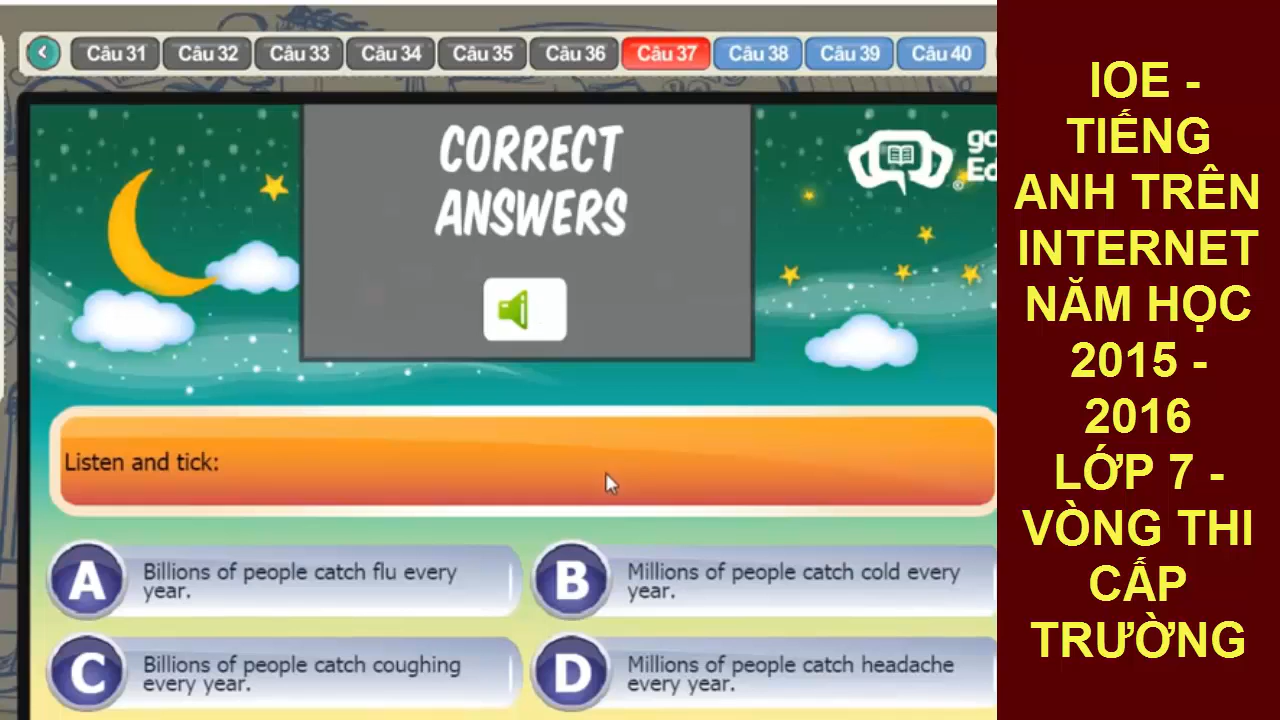 Câu 31 Câu 32 Câu 33 Câu 34 Câu 35 Câu 36 Câu 37 Câu 38 Câu 39 Câu 40
CORRECT
ANSWERS
Listen and tick:
A Billions of people catch flu every
year.
B Millions of people catch cold every
year.
C Billions of people catch coughing
every year.
D Millions of people catch headache
every year.
IOE -
TIẾNG
ANH TRÊN
INTERNET
NĂM HỌC
2015 -
2016
LỚP 7 -
VÒNG THI
CẤP
TRƯỜNG